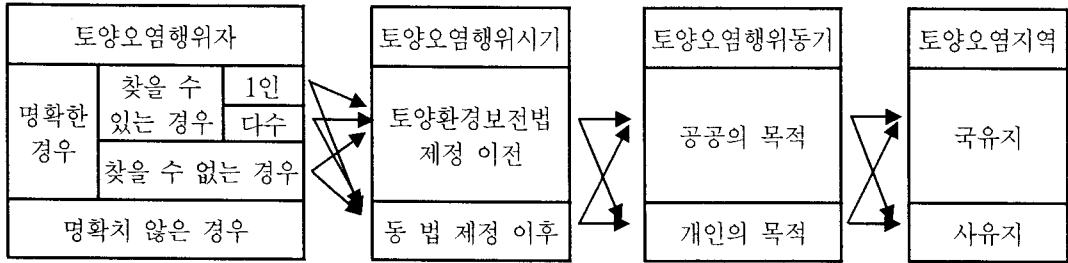 토양오염행위자
명확한
경우
찾을 수
있는 경우
1인
다수
찾을 수 없는 경우
명확치 않은 경우
토양오염행위시기
토양환경보전법
제정 이전
동 법 제정 이후
토양오염행위동기
공공의 목적
개인의 목적
토양오염지역
국유지
사유지